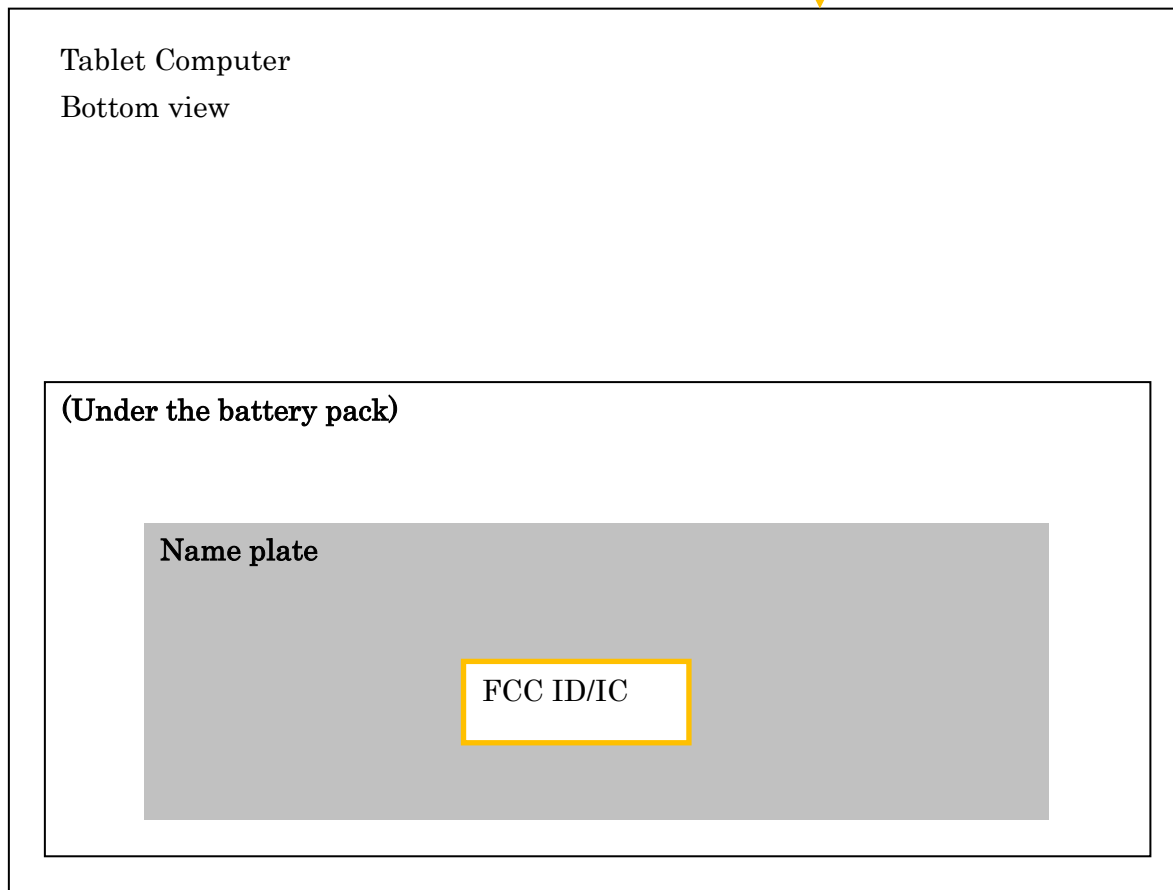 Tablet Computer
Bottom view
(Under the battery pack)
Name plate
FCC ID/IC